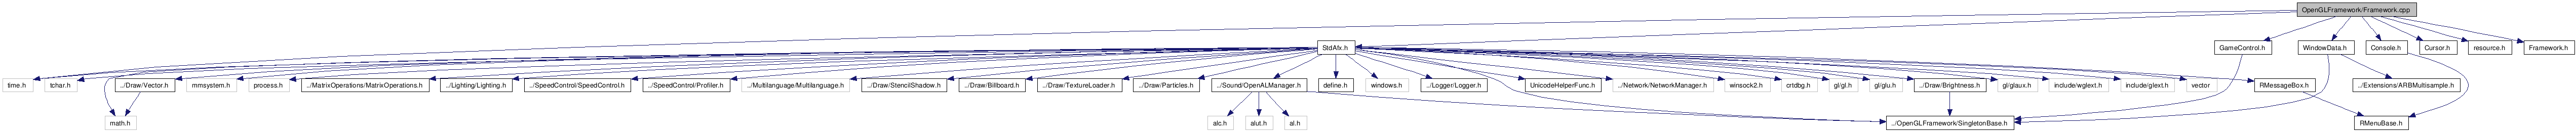 OpenGLFramework/Framework.cpp
StdAfx.h
GameControl.h
WindowData.h
Console.h
Cursor.h
resource.h
Framework.h
time.h
tchar.h
../Draw/Vector.h
mmsystem.h
process.h
../MatrixOperations/MatrixOperations.h
../Lighting/Lighting.h
../SpeedControl/SpeedControl.h
../SpeedControl/Profiler.h
../Multilanguage/Multilanguage.h
../Draw/StencilShadow.h
../Draw/Billboard.h
../Draw/TextureLoader.h
../Draw/Particles.h
../Sound/OpenALManager.h
define.h
windows.h
../Logger/Logger.h
UnicodeHelperFunc.h
../Network/NetworkManager.h
winsock2.h
crtdbg.h
gl/gl.h
gl/glu.h
../Draw/Brightness.h
gl/glaux.h
include/wglext.h
include/glext.h
vector
RMessageBox.h
../Extensions/ARBMultisample.h
math.h
alc.h
alut.h
al.h
../OpenGLFramework/SingletonBase.h
RMenuBase.h